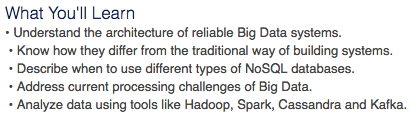 What You'll Learn
• Understand the architecture of reliable Big Data systems.
• Know how they differ from the traditional way of building systems.
• Describe when to use different types of NoSQL databases.
• Address current processing challenges of Big Data.
• Analyze data using tools like Hadoop, Spark, Cassandra and Kafka.